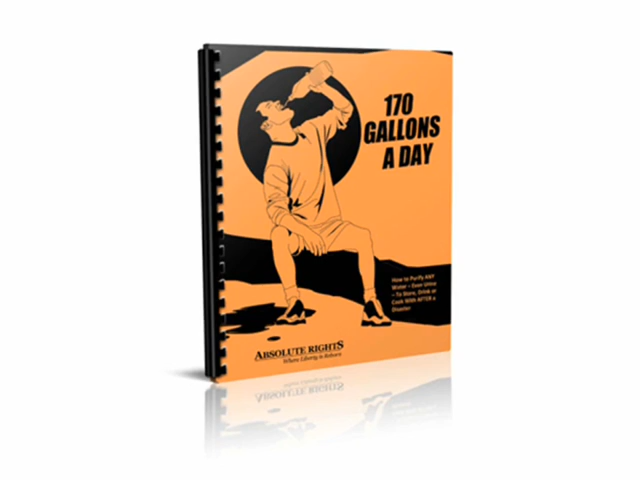 170
GALLONS
A DAY
How to Purify ANY
Water - Even Urine
- To Store, Drink or
Cook With AFTER a
Disaster
ABSOLUTE RIGHTS
Where Liberty is Reborn